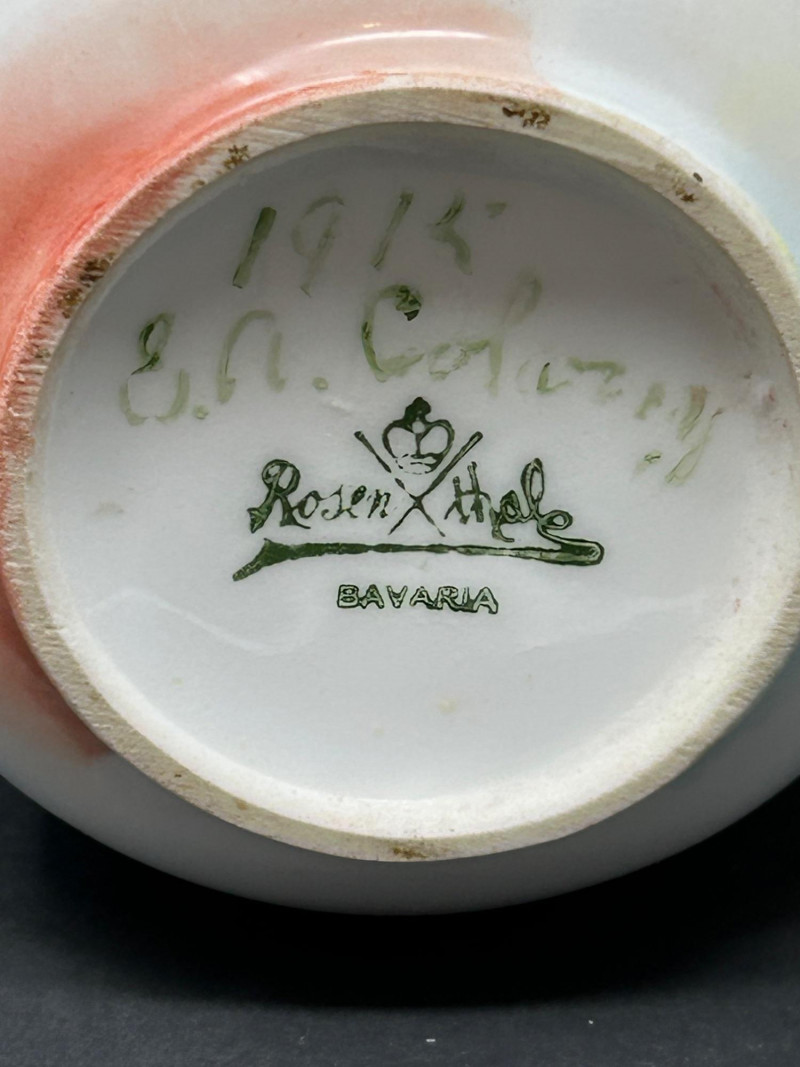 1915
E. A.
Rosenthal
BAVARIA